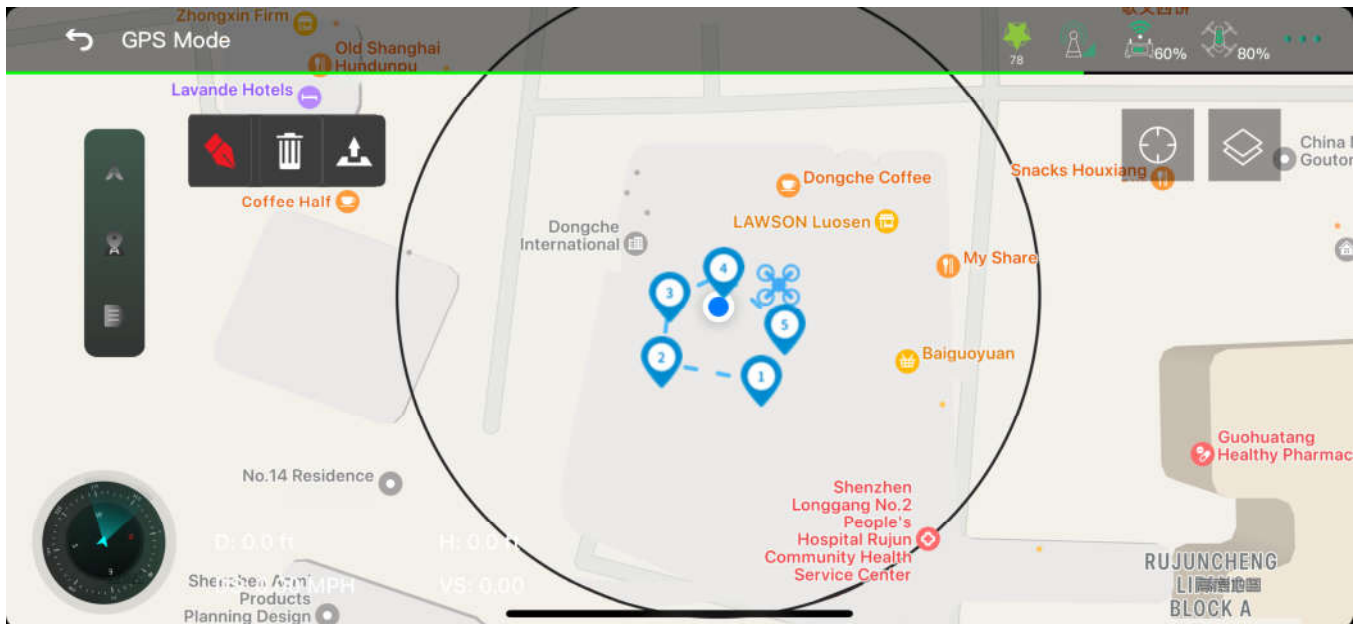 Zhongxin Firm
GPS Mode
78
60%
80%
Old Shanghai
Hundunpu
Lavande Hotels
China
Coffee Half
Dongche Coffee
Snacks Houxiang
LAWSON Luosen
Dongche
International
My Share
4
3
5
2
1
Baiguoyuan
Guohuatang
Healthy Pharmac
No.14 Residence
Shenzhen
Longgang No.2
People's
Hospital Rujun
Community Health
Service Center
D: 0.0 ft
H: 0.0 ft
VS: 0.00
MPH
Products
Planning Design
RUJUNCHENG
BLOCK A